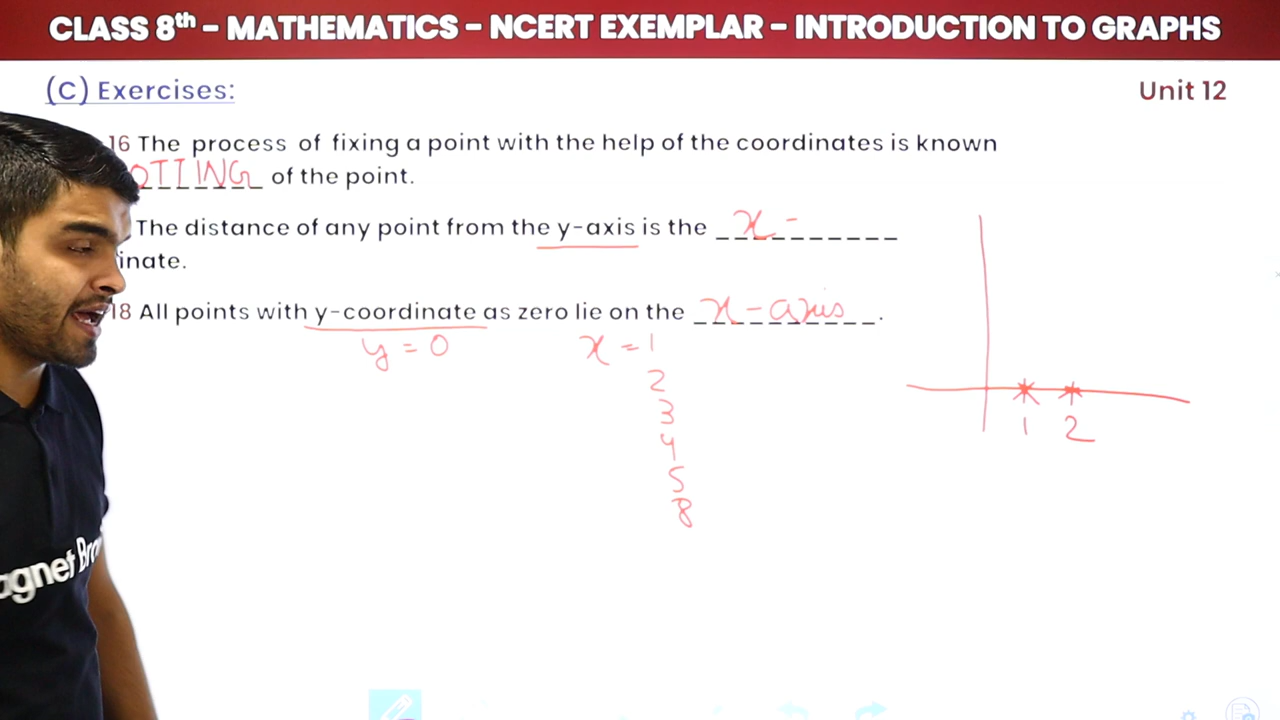 CLASS 8th – MATHEMATICS – NCERT EXEMPLAR – INTRODUCTION TO GRAPHS
(C) Exercises:
Unit 12
16 The process of fixing a point with the help of the coordinates is known
OTTING of the point.
The distance of any point from the y-axis is the x -
inate.
18 All points with y-coordinate as zero lie on the x - axis.
y = 0
x = 1
2
3
4
5
8
1 2
agnet Bra